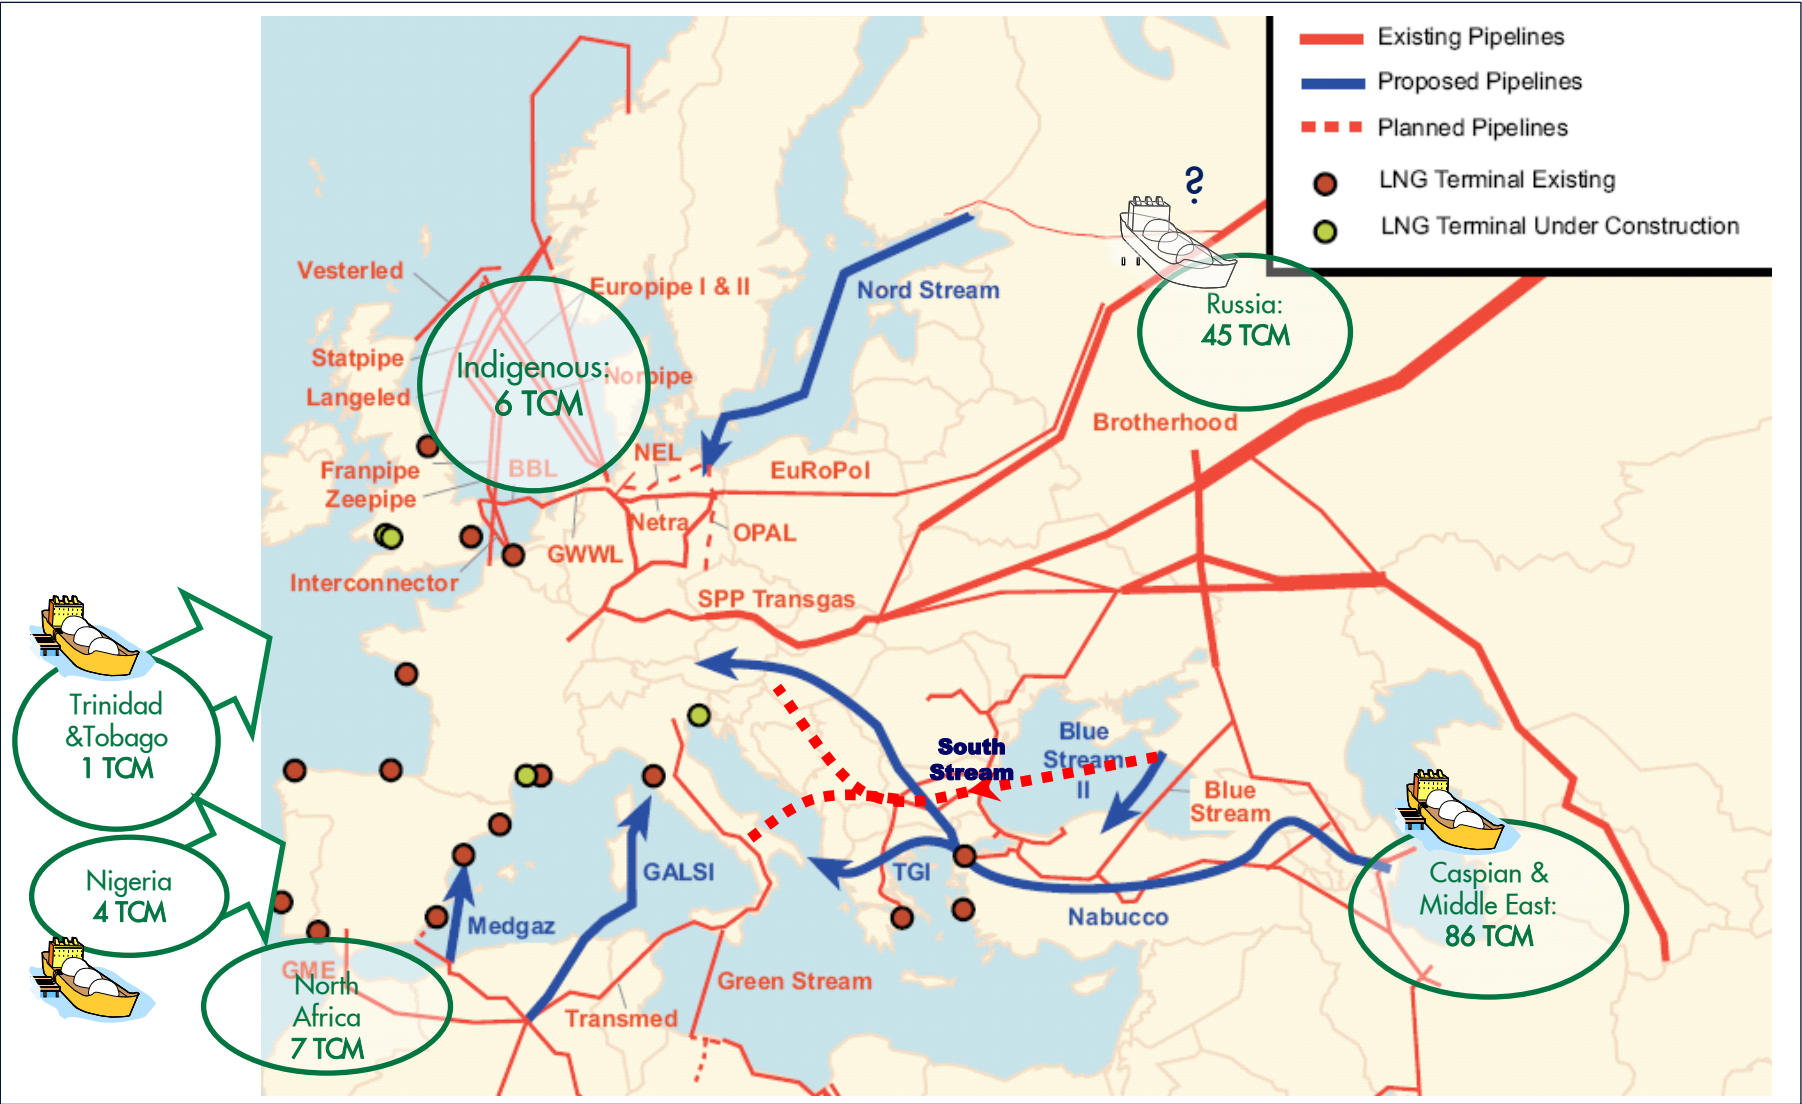 Existing Pipelines
Proposed Pipelines
Planned Pipelines
LNG Terminal Existing
LNG Terminal Under Construction
?
Vesterled
Europipe I & II
Nord Stream
Russia:
45 TCM
Statpipe
Indigenous:
6 TCM
Norpipe
Langeled
Brotherhood
Franpipe
BBL
NEL
EuRoPol
Zeepipe
Netra
OPAL
GWWL
Interconnector
SPP Transgas
Trinidad
&Tobago
1 TCM
South
Stream
Blue
Stream
II
Blue
Stream
Nigeria
4 TCM
GALSI
TGI
Caspian &
Middle East:
86 TCM
Medgaz
Nabucco
GME
North
Africa
7 TCM
Green Stream
Transmed